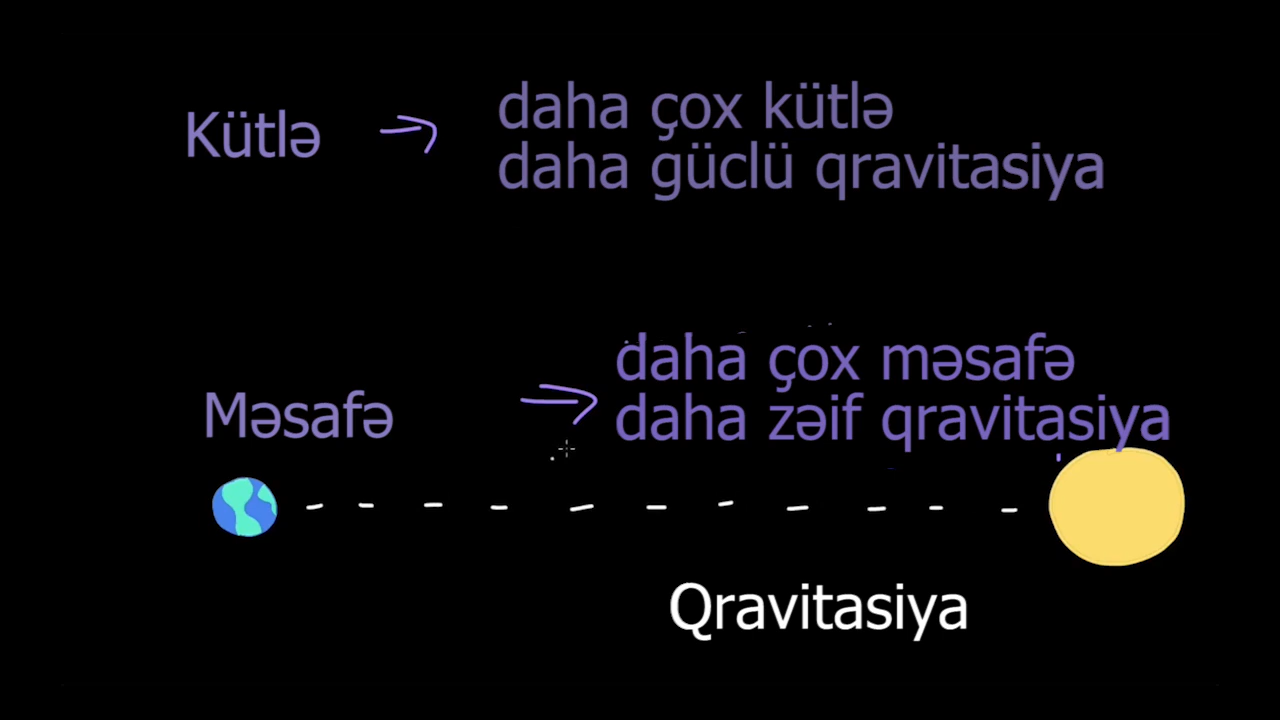 Kütlə
daha çox kütlə
daha güclü qravitasiya
Məsafə
daha çox məsafə
daha zəif qravitasiya
Qravitasiya